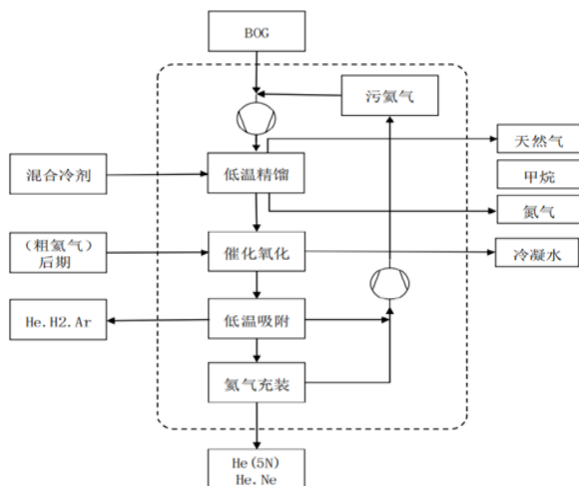 BOG
污氦气
天然气
混合冷剂
低温精馏
甲烷
氮气
（粗氦气）
后期
催化氧化
冷凝水
He.H2.Ar
低温吸附
氦气充装
He(5N)
He.Ne